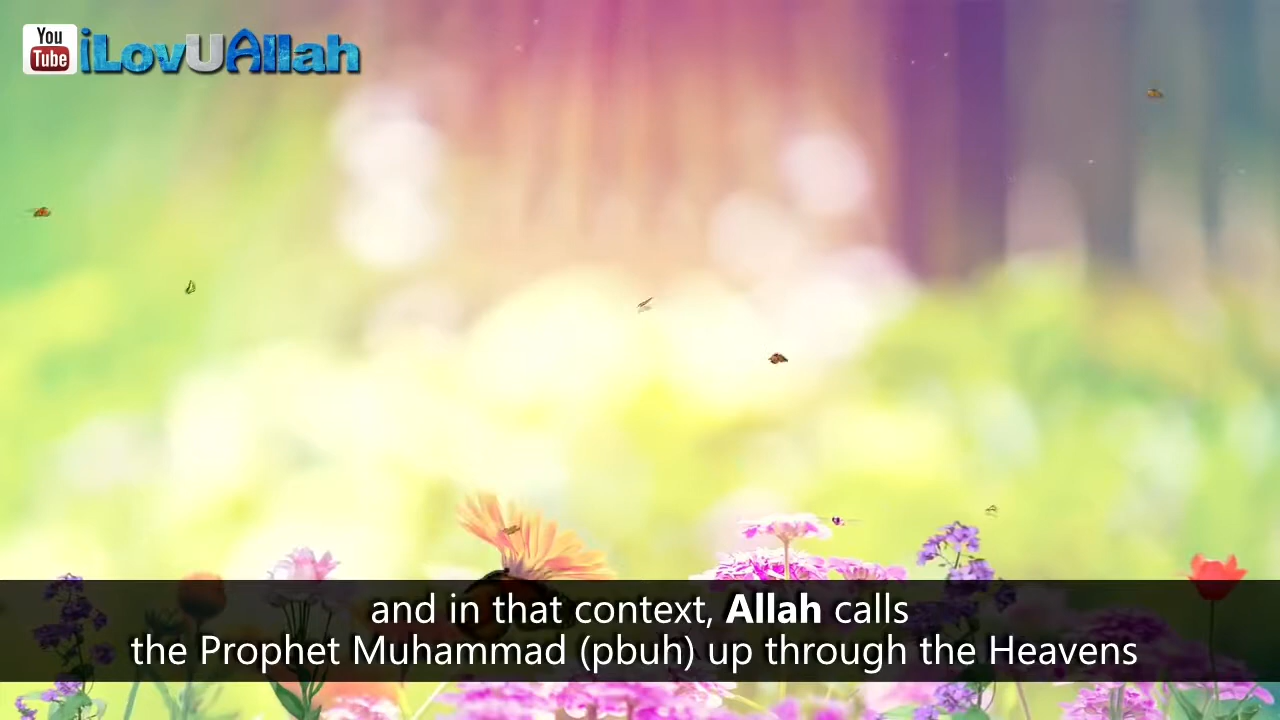 You
Tube
iLovUAllah
and in that context, Allah calls
the Prophet Muhammad (pbuh) up through the Heavens